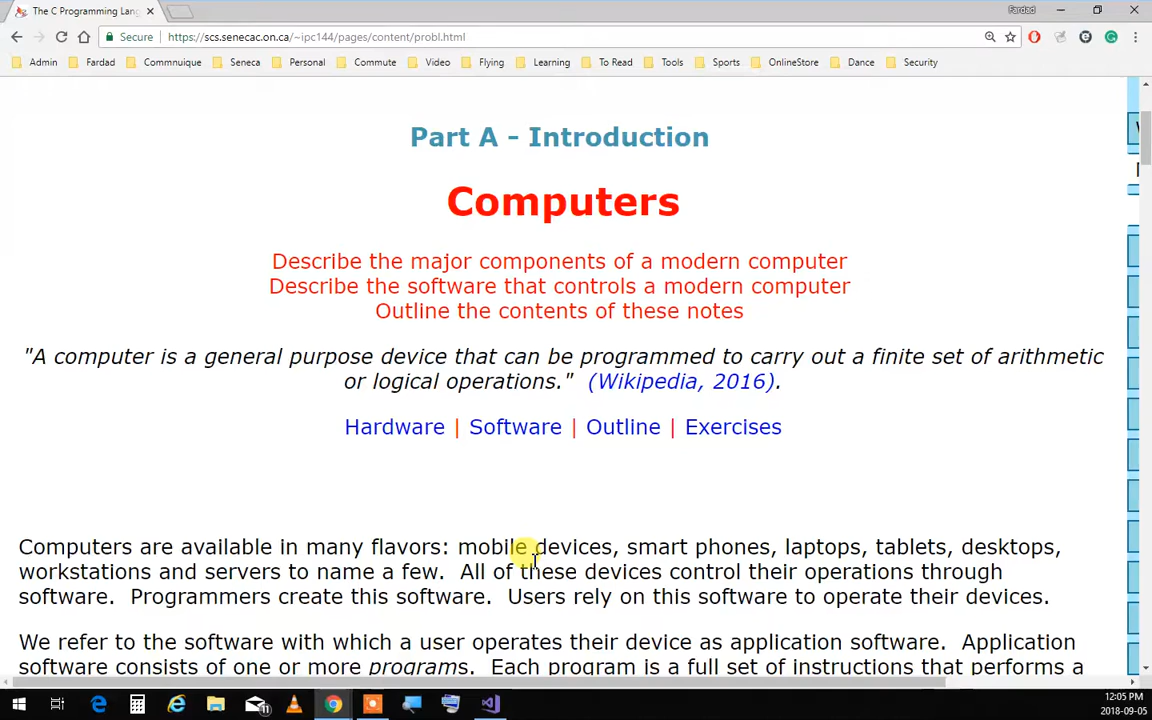 The C Programming Lang
Fardad
Secure
https://scs.senecac.on.ca/~ipc144/pages/content/probl.html
Admin Fardad Commnuique Seneca Personal Commute Video Flying Learning To Read Tools Sports OnlineStore Dance Security
Part A - Introduction
Computers
Describe the major components of a modern computer
Describe the software that controls a modern computer
Outline the contents of these notes
"A computer is a general purpose device that can be programmed to carry out a finite set of arithmetic
or logical operations." (Wikipedia, 2016).
Hardware | Software | Outline | Exercises
Computers are available in many flavors: mobile devices, smart phones, laptops, tablets, desktops,
workstations and servers to name a few. All of these devices control their operations through
software. Programmers create this software. Users rely on this software to operate their devices.
We refer to the software with which a user operates their device as application software. Application
software consists of one or more programs. Each program is a full set of instructions that performs a
11
12:05 PM
2018-09-05